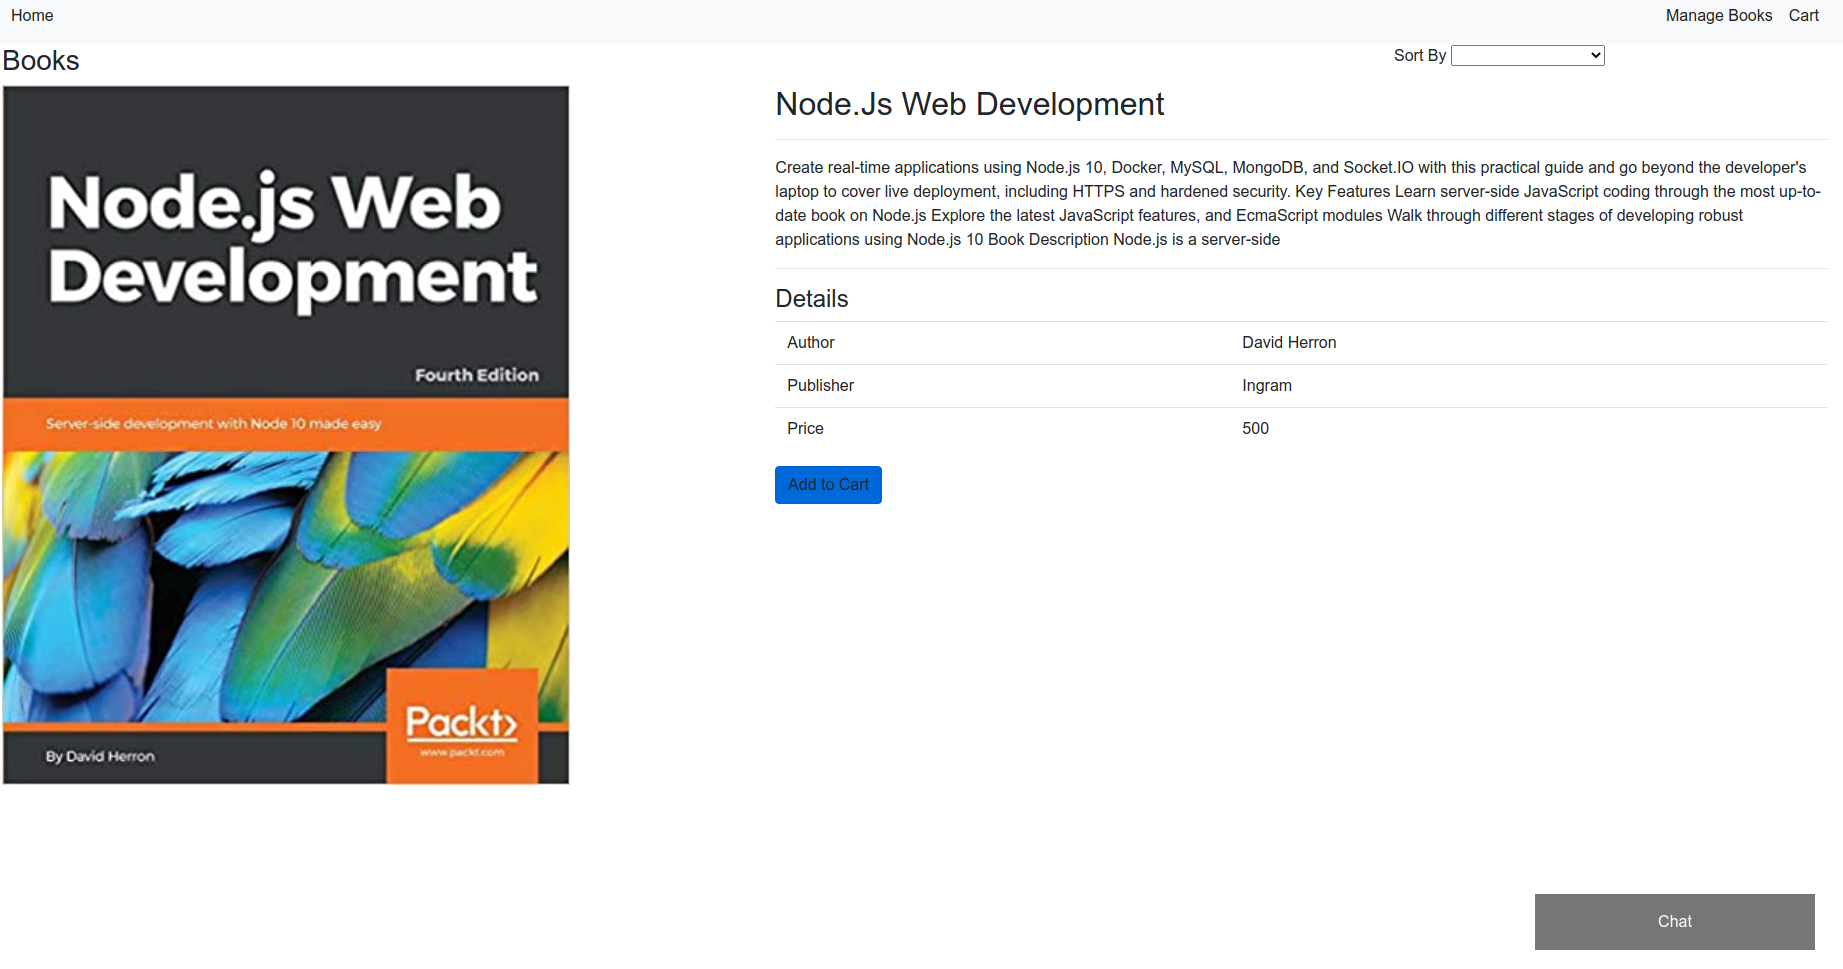 Home
Manage Books
Cart
Books
Sort By
Node.js Web
Development
Fourth Edition
Server-side development with Node 10 made easy
Packt>
www.packt.com
By David Herron
Node.Js Web Development
Create real-time applications using Node.js 10, Docker, MySQL, MongoDB, and Socket.IO with this practical guide and go beyond the developer's
laptop to cover live deployment, including HTTPS and hardened security. Key Features Learn server-side JavaScript coding through the most up-to-
date book on Node.js Explore the latest JavaScript features, and EcmaScript modules Walk through different stages of developing robust
applications using Node.js 10 Book Description Node.js is a server-side
Details
Author David Herron
Publisher Ingram
Price 500
Add to Cart
Chat